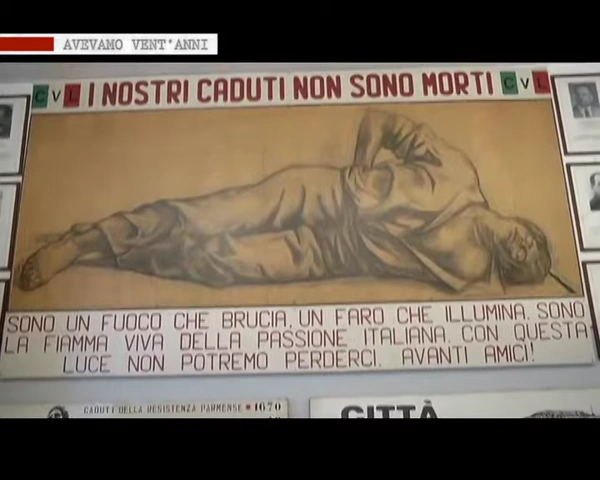 AVEVAMO VENT'ANNI
CVL I NOSTRI CADUTI NON SONO MORTI CVL
SONO UN FUOCO CHE BRUCIA, UN FARO CHE ILLUMINA. SONO
LA FIAMMA VIVA DELLA PASSIONE ITALIANA. CON QUESTA
LUCE NON POTREMO PERDERCI. AVANTI AMICI!
CADUTI DELLA RESISTENZA PARMENSE • 1670
CITTÀ